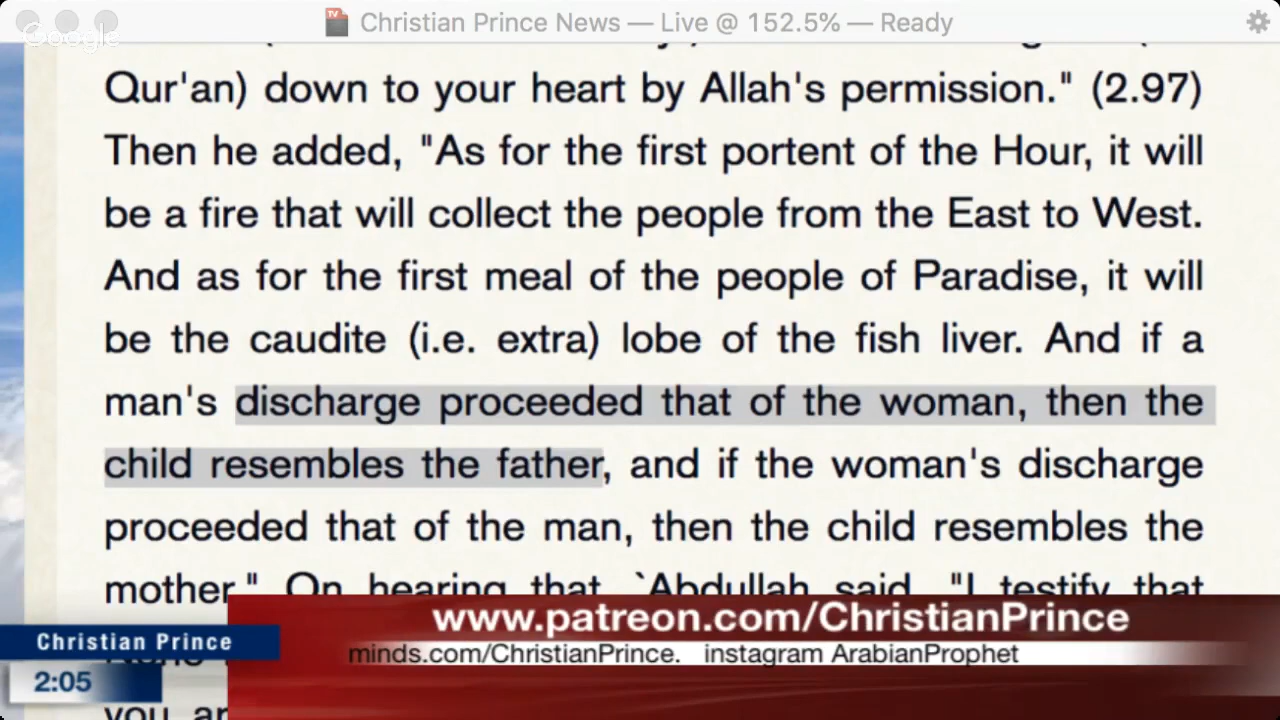 Christian Prince News — Live @ 152.5% — Ready
Google
Qur'an) down to your heart by Allah's permission." (2.97)
Then he added, "As for the first portent of the Hour, it will
be a fire that will collect the people from the East to West.
And as for the first meal of the people of Paradise, it will
be the caudite (i.e. extra) lobe of the fish liver. And if a
man's discharge proceeded that of the woman, then the
child resembles the father, and if the woman's discharge
proceeded that of the man, then the child resembles the
mother." On hearing that, `Abdullah said, "I testify that
www.patreon.com/ChristianPrince
Christian Prince
minds.com/ChristianPrince. instagram ArabianProphet
2:05
you